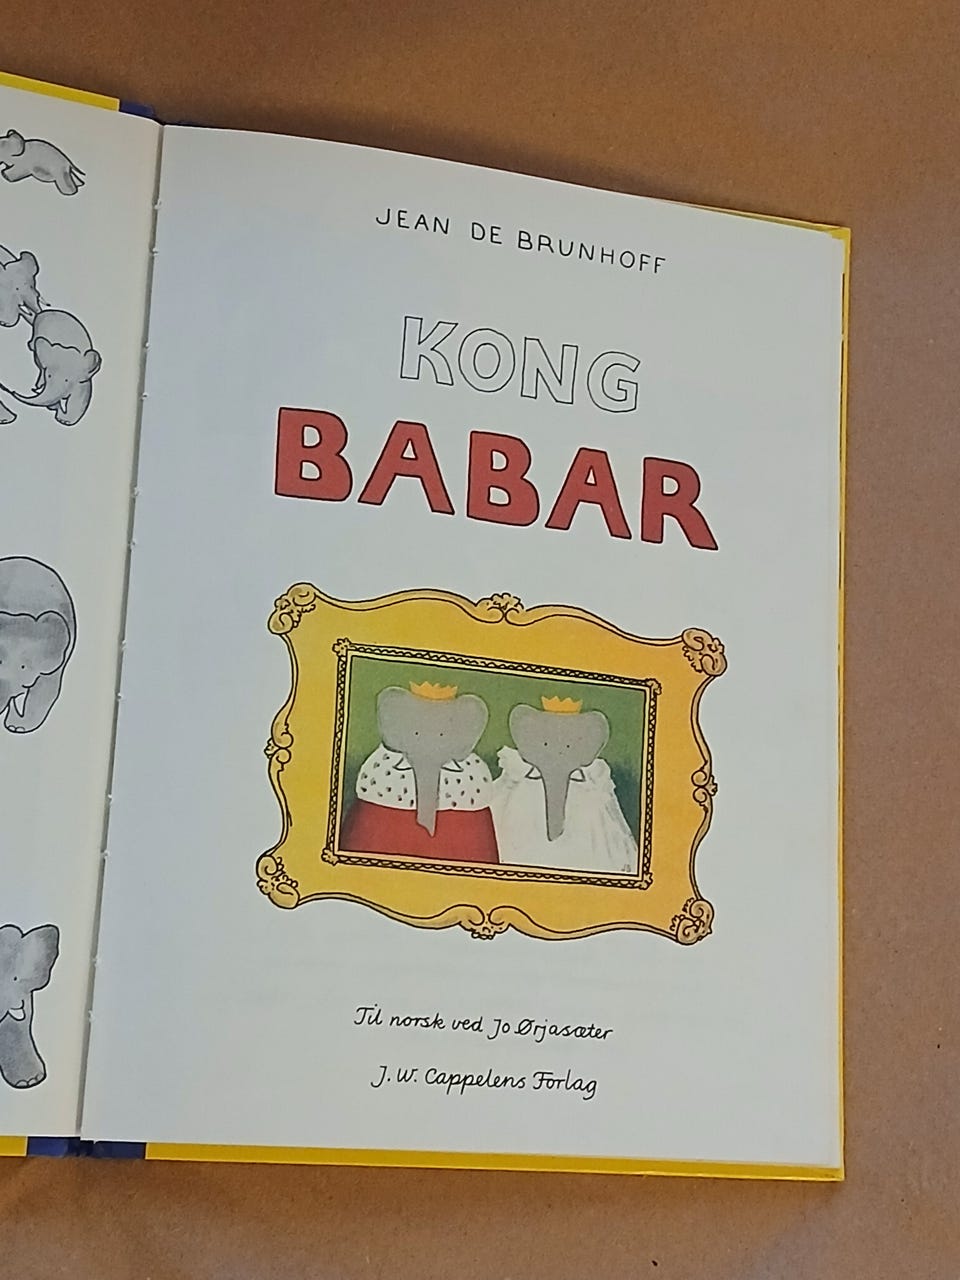 JEAN DE BRUNHOFF
KONG
BABAR
Til norsk ved Jo Ørjasæter
J. W. Cappelens Forlag